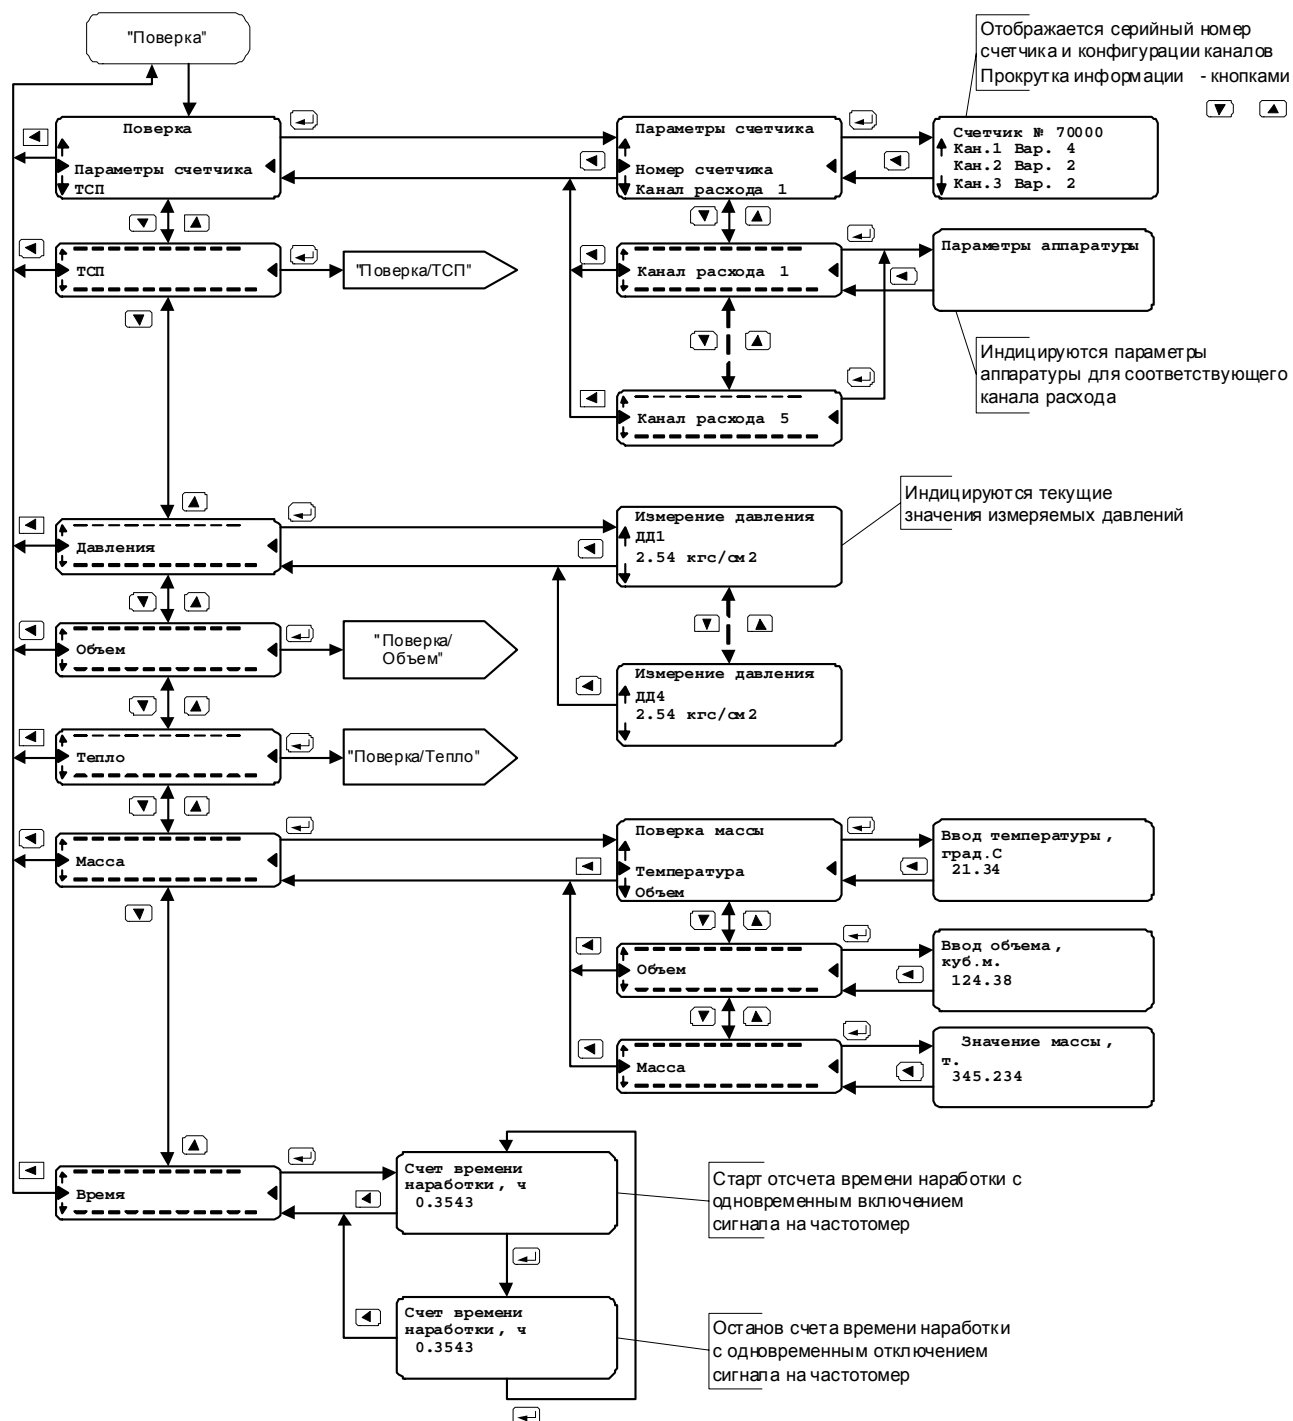 "Поверка"
Отображается серийный номер
счетчика и конфигурации каналов
Прокрутка информации - кнопками
Поверка
Параметры счетчика
ТСП
Параметры счетчика
Номер счетчика
Канал расхода 1
Счетчик № 70000
Кан.1 Вар. 4
Кан.2 Вар. 2
Кан.3 Вар. 2
ТСП
"Поверка/ТСП"
Канал расхода 1
Параметры аппаратуры
Индицируются параметры
аппаратуры для соответствующего
канала расхода
Канал расхода 5
Давления
Измерение давления
ДД1
2.54 кгс/см2
Индицируются текущие
значения измеряемых давлений
Объем
"Поверка/
Объем"
Измерение давления
ДД4
2.54 кгс/см2
Тепло
"Поверка/Тепло"
Масса
Поверка массы
Температура
Объем
Ввод температуры,
град.С
21.34
Объем
Ввод объема,
куб.м.
124.38
Масса
Значение массы,
т.
345.234
Время
Счет времени
наработки, ч
0.3543
Старт отсчета времени наработки с
одновременным включением
сигнала на частотомер
Счет времени
наработки, ч
0.3543
Останов счета времени наработки
с одновременным отключением
сигнала на частотомер